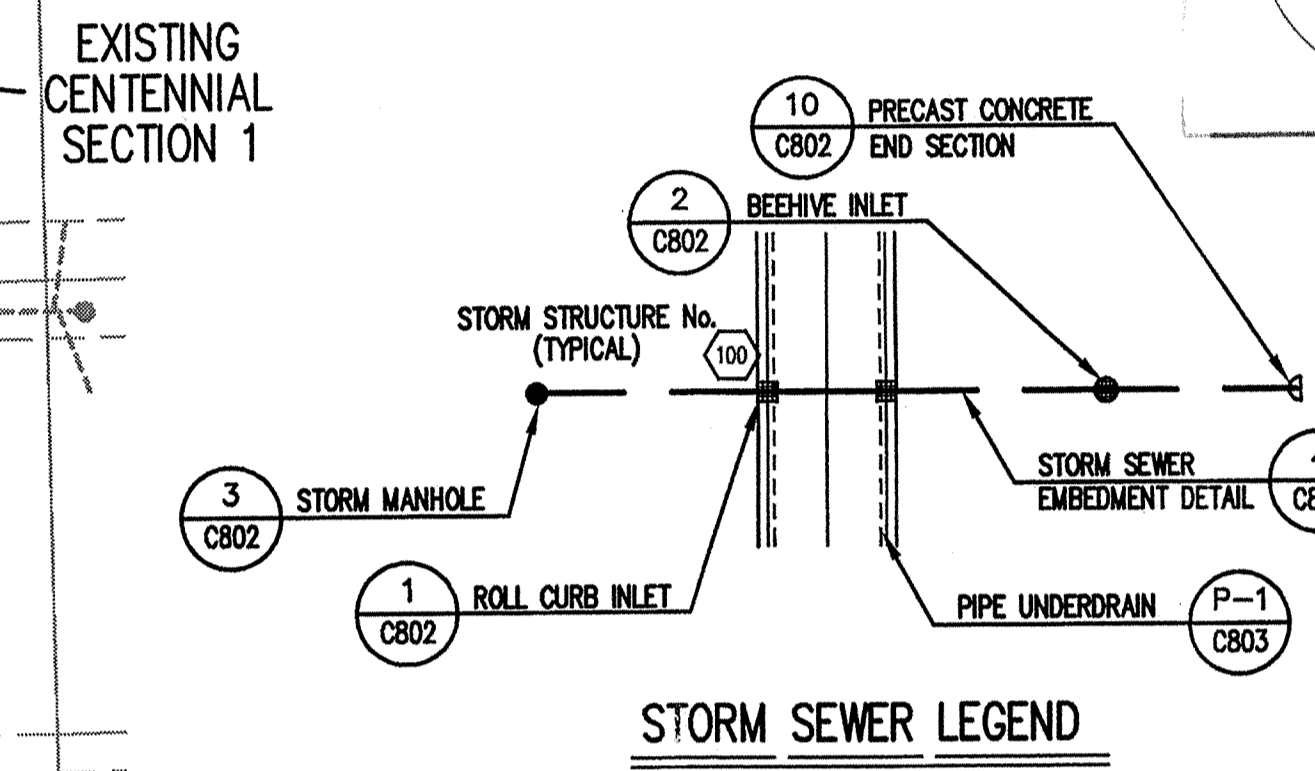 EXISTING
CENTENNIAL
SECTION 1
10
C802
PRECAST CONCRETE
END SECTION
2
C802
BEEHIVE INLET
STORM STRUCTURE No.
(TYPICAL)
100
3
C802
STORM MANHOLE
STORM SEWER
EMBEDMENT DETAIL
1
C802
ROLL CURB INLET
PIPE UNDERDRAIN
P-1
C803
STORM SEWER LEGEND